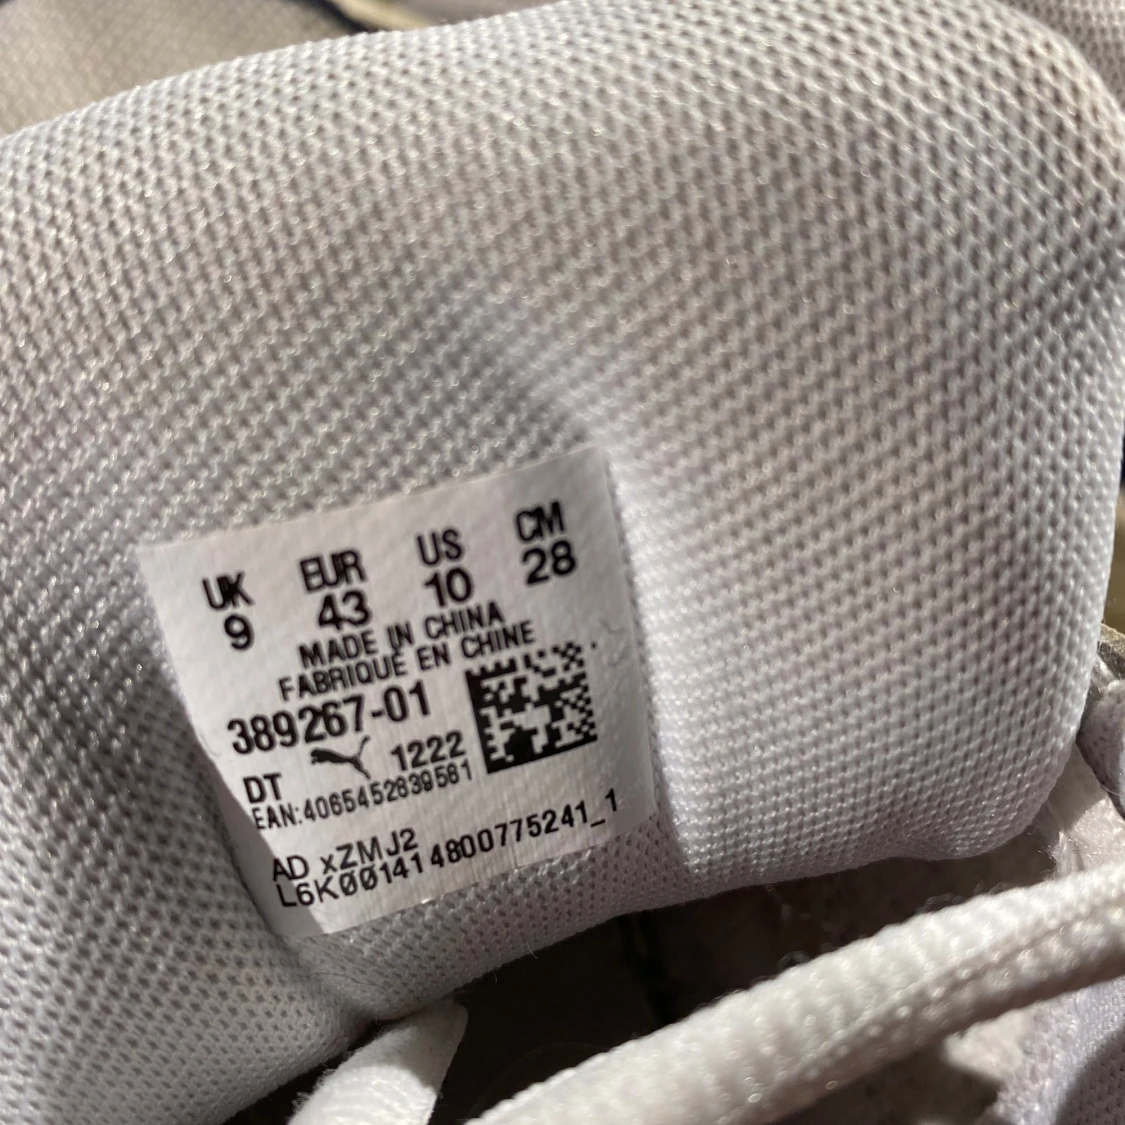 UK EUR US CM
9 43 10 28
MADE IN CHINA
FABRIQUÉ EN CHINE
389267-01
DT 1222
EAN:4065452839581
AD xZMJ2
L6K00141 4800775241_1